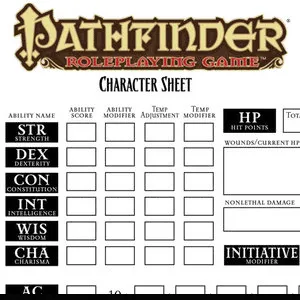 PATHFINDER
ROLEPLAYING GAME
CHARACTER SHEET
ABILITY NAME
ABILITY SCORE
ABILITY MODIFIER
TEMP ADJUSTMENT
TEMP MODIFIER
HP
HIT POINTS
STR
STRENGTH
WOUNDS/CURRENT HP
DEX
DEXTERITY
CON
CONSTITUTION
INT
INTELLIGENCE
NONLETHAL DAMAGE
WIS
WISDOM
CHA
CHARISMA
INITIATIVE
MODIFIER
AC
10